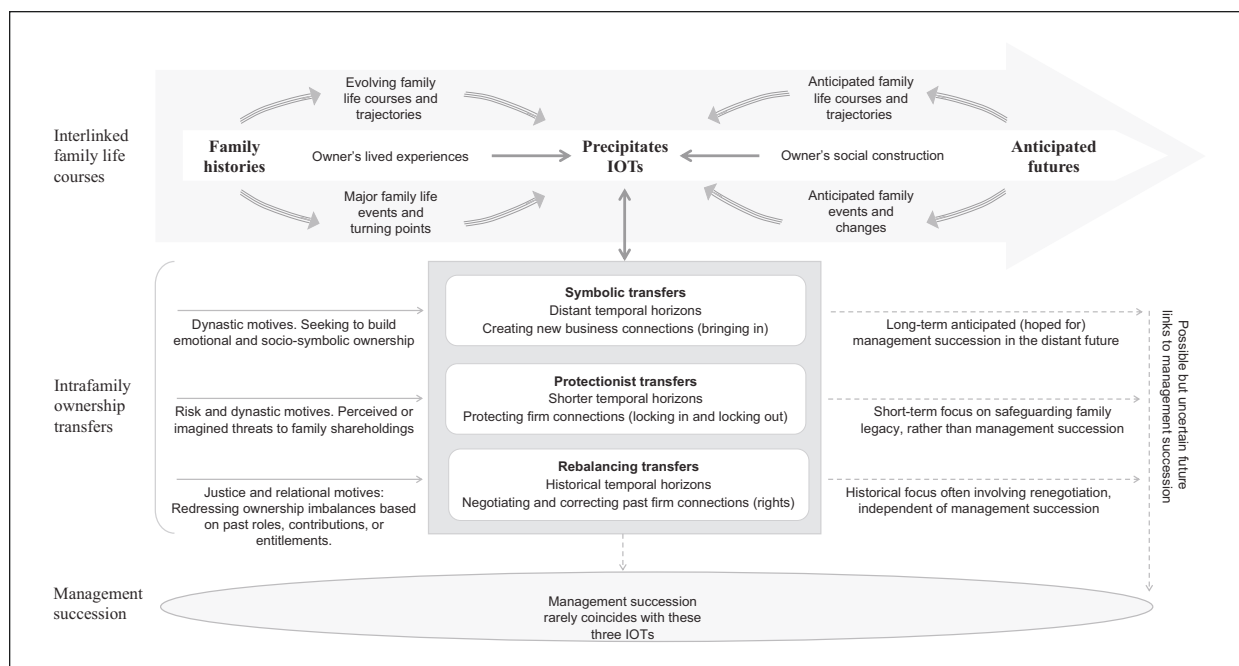 Interlinked
family life
courses
Family
histories
Evolving family
life courses and
trajectories
Owner's lived experiences
Major family life
events and
turning points
Precipitates
IOTs
Anticipated family
life courses and
trajectories
Owner's social construction
Anticipated family
events and
changes
Anticipated
futures
Intrafamily
ownership
transfers
Dynastic motives. Seeking to build
emotional and socio-symbolic ownership
Symbolic transfers
Distant temporal horizons
Creating new business connections (bringing in)
Long-term anticipated (hoped for)
management succession in the distant future
Risk and dynastic motives. Perceived or
imagined threats to family shareholdings
Protectionist transfers
Shorter temporal horizons
Protecting firm connections (locking in and locking out)
Short-term focus on safeguarding family
legacy, rather than management succession
Justice and relational motives:
Redressing ownership imbalances based
on past roles, contributions, or
entitlements.
Rebalancing transfers
Historical temporal horizons
Negotiating and correcting past firm connections (rights)
Historical focus often involving renegotiation,
independent of management succession
Possible but uncertain future
links to management succession
Management
succession
Management succession
rarely coincides with these
three IOTs